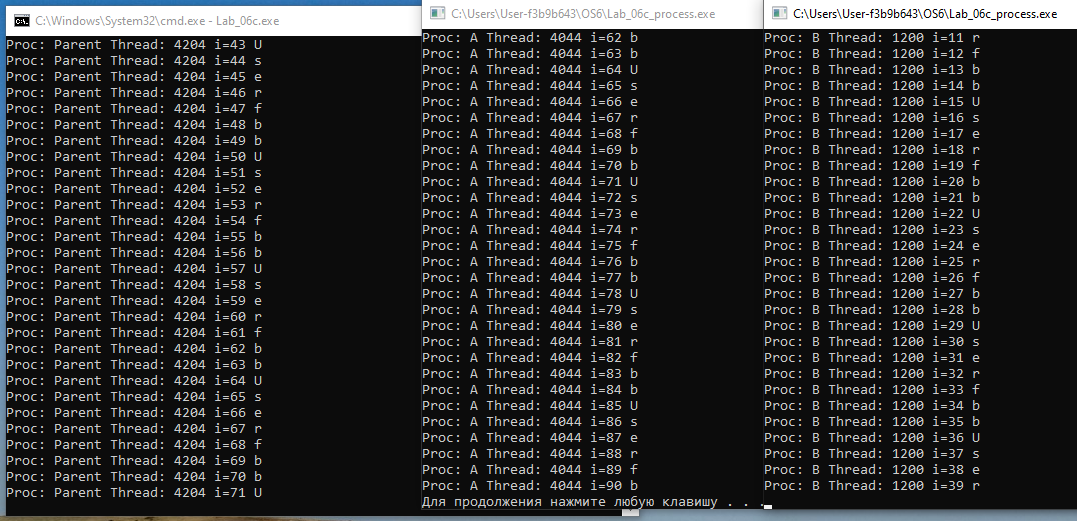 C:\Windows\System32\cmd.exe - Lab_06c.exe
Proc: Parent Thread: 4204 i=43 U
Proc: Parent Thread: 4204 i=44 s
Proc: Parent Thread: 4204 i=45 e
Proc: Parent Thread: 4204 i=46 r
Proc: Parent Thread: 4204 i=47 f
Proc: Parent Thread: 4204 i=48 b
Proc: Parent Thread: 4204 i=49 b
Proc: Parent Thread: 4204 i=50 U
Proc: Parent Thread: 4204 i=51 s
Proc: Parent Thread: 4204 i=52 e
Proc: Parent Thread: 4204 i=53 r
Proc: Parent Thread: 4204 i=54 f
Proc: Parent Thread: 4204 i=55 b
Proc: Parent Thread: 4204 i=56 b
Proc: Parent Thread: 4204 i=57 U
Proc: Parent Thread: 4204 i=58 s
Proc: Parent Thread: 4204 i=59 e
Proc: Parent Thread: 4204 i=60 r
Proc: Parent Thread: 4204 i=61 f
Proc: Parent Thread: 4204 i=62 b
Proc: Parent Thread: 4204 i=63 b
Proc: Parent Thread: 4204 i=64 U
Proc: Parent Thread: 4204 i=65 s
Proc: Parent Thread: 4204 i=66 e
Proc: Parent Thread: 4204 i=67 r
Proc: Parent Thread: 4204 i=68 f
Proc: Parent Thread: 4204 i=69 b
Proc: Parent Thread: 4204 i=70 b
Proc: Parent Thread: 4204 i=71 U
C:\Users\User-f3b9b643\OS6\Lab_06c_process.exe
Proc: A Thread: 4044 i=62 b
Proc: A Thread: 4044 i=63 b
Proc: A Thread: 4044 i=64 U
Proc: A Thread: 4044 i=65 s
Proc: A Thread: 4044 i=66 e
Proc: A Thread: 4044 i=67 r
Proc: A Thread: 4044 i=68 f
Proc: A Thread: 4044 i=69 b
Proc: A Thread: 4044 i=70 b
Proc: A Thread: 4044 i=71 U
Proc: A Thread: 4044 i=72 s
Proc: A Thread: 4044 i=73 e
Proc: A Thread: 4044 i=74 r
Proc: A Thread: 4044 i=75 f
Proc: A Thread: 4044 i=76 b
Proc: A Thread: 4044 i=77 b
Proc: A Thread: 4044 i=78 U
Proc: A Thread: 4044 i=79 s
Proc: A Thread: 4044 i=80 e
Proc: A Thread: 4044 i=81 r
Proc: A Thread: 4044 i=82 f
Proc: A Thread: 4044 i=83 b
Proc: A Thread: 4044 i=84 b
Proc: A Thread: 4044 i=85 U
Proc: A Thread: 4044 i=86 s
Proc: A Thread: 4044 i=87 e
Proc: A Thread: 4044 i=88 r
Proc: A Thread: 4044 i=89 f
Proc: A Thread: 4044 i=90 b
Для продолжения нажмите любую клавишу . . .
C:\Users\User-f3b9b643\OS6\Lab_06c_process.exe
Proc: B Thread: 1200 i=11 r
Proc: B Thread: 1200 i=12 f
Proc: B Thread: 1200 i=13 b
Proc: B Thread: 1200 i=14 b
Proc: B Thread: 1200 i=15 U
Proc: B Thread: 1200 i=16 s
Proc: B Thread: 1200 i=17 e
Proc: B Thread: 1200 i=18 r
Proc: B Thread: 1200 i=19 f
Proc: B Thread: 1200 i=20 b
Proc: B Thread: 1200 i=21 b
Proc: B Thread: 1200 i=22 U
Proc: B Thread: 1200 i=23 s
Proc: B Thread: 1200 i=24 e
Proc: B Thread: 1200 i=25 r
Proc: B Thread: 1200 i=26 f
Proc: B Thread: 1200 i=27 b
Proc: B Thread: 1200 i=28 b
Proc: B Thread: 1200 i=29 U
Proc: B Thread: 1200 i=30 s
Proc: B Thread: 1200 i=31 e
Proc: B Thread: 1200 i=32 r
Proc: B Thread: 1200 i=33 f
Proc: B Thread: 1200 i=34 b
Proc: B Thread: 1200 i=35 b
Proc: B Thread: 1200 i=36 U
Proc: B Thread: 1200 i=37 s
Proc: B Thread: 1200 i=38 e
Proc: B Thread: 1200 i=39 r